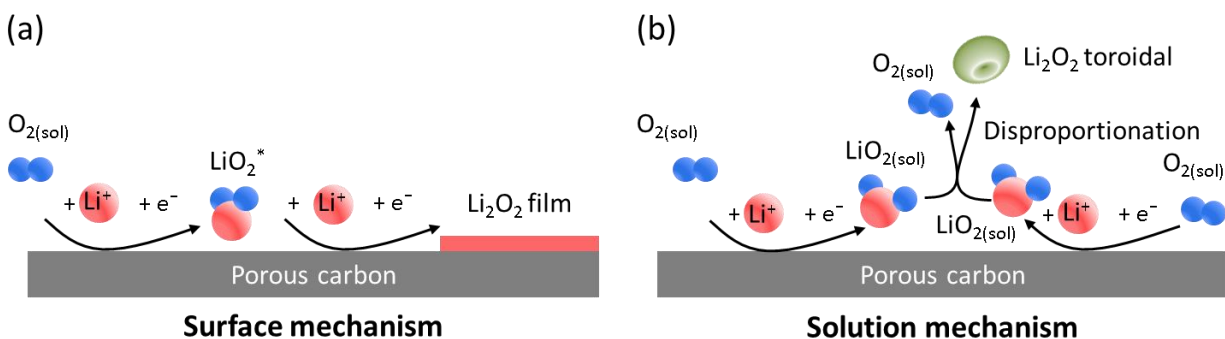 (a)
O2(sol)
+ Li+ + e−
LiO2*
+ Li+ + e−
Li2O2 film
Porous carbon
Surface mechanism
(b)
O2(sol)
Li2O2 toroidal
O2(sol)
Disproportionation
LiO2(sol)
O2(sol)
+ Li+ + e−
LiO2(sol)
+ Li+ + e−
Porous carbon
Solution mechanism